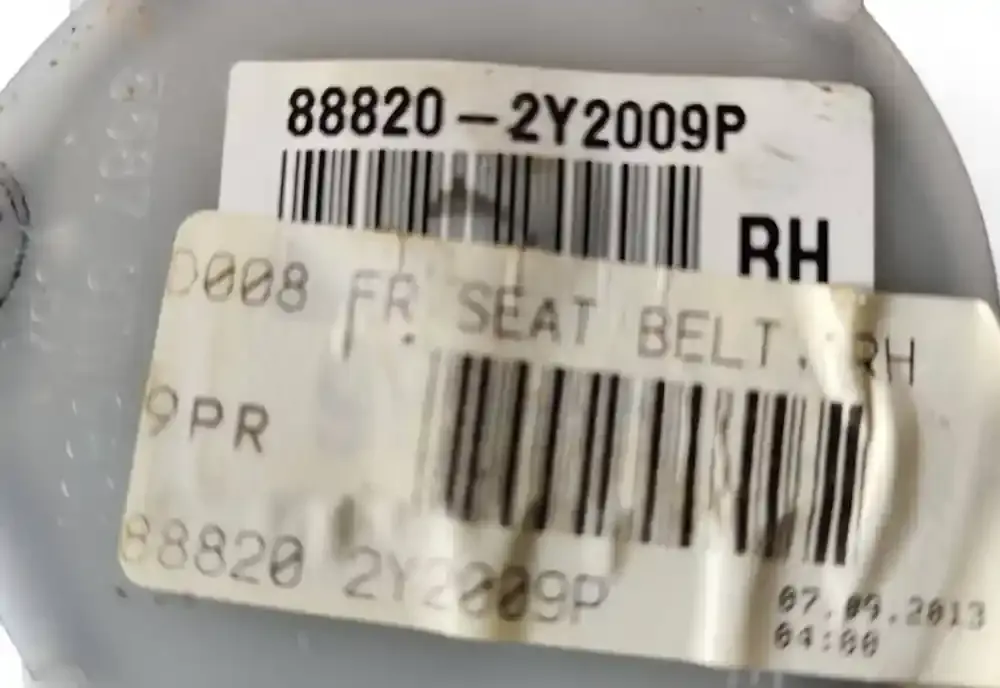 88820-2Y2009P
RH
D008 FR. SEAT BELT. RH
9PR
88820 2Y2009P
07.09.2013
04:00